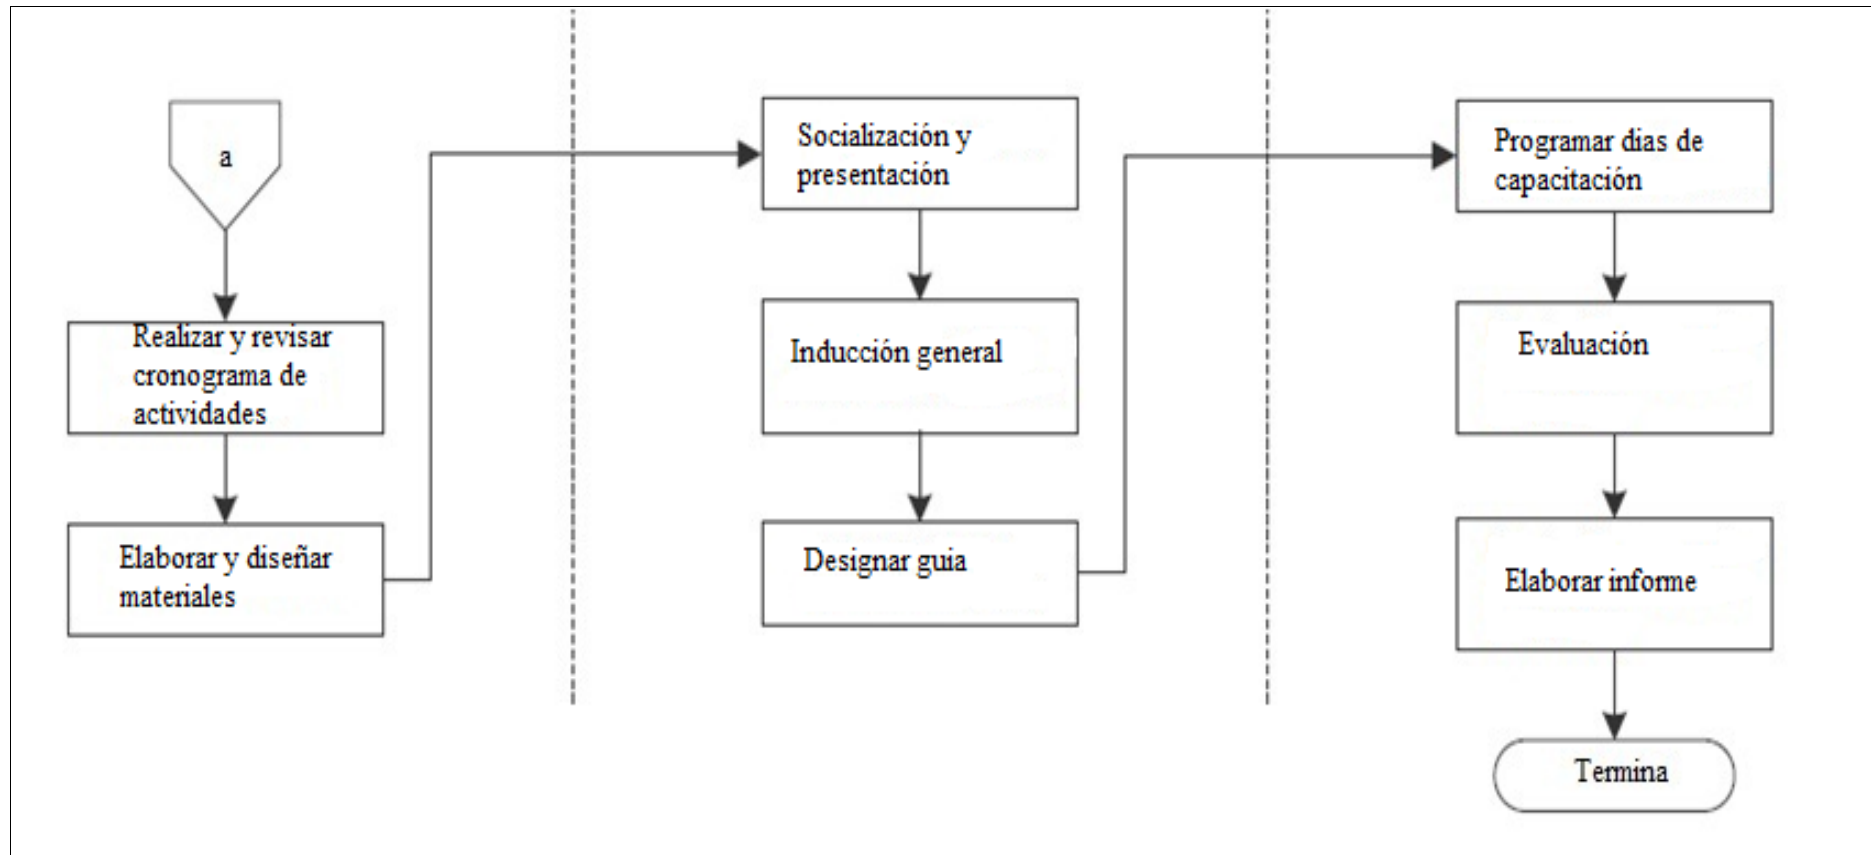 a
Realizar y revisar
cronograma de
actividades
Elaborar y diseñar
materiales
Socialización y
presentación
Inducción general
Designar guia
Programar dias de
capacitación
Evaluación
Elaborar informe
Termina